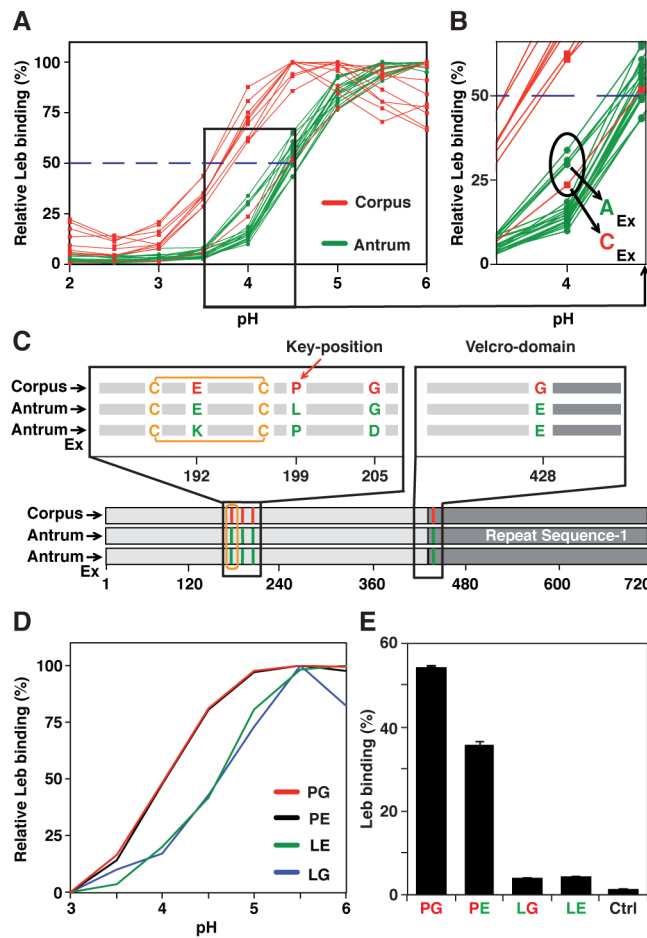 A
Relative Leb binding (%)
100
75
50
25
0
2
3
4
5
6
pH
Corpus
Antrum
B
Relative Leb binding (%)
50
25
0
4
pH
A Ex
C Ex
C
Key-position
Velcro-domain
Corpus
C E C P G
G
Antrum
C E C L G
E
Antrum
C K C P D
E
Ex
192
199
205
428
Corpus
Antrum
Repeat Sequence-1
Antrum
Ex
1
120
240
360
480
600
720
D
Relative Leb binding (%)
100
75
50
25
0
3
4
5
6
pH
PG
PE
LE
LG
E
Leb binding (%)
60
40
20
0
PG
PE
LG
LE
Ctrl